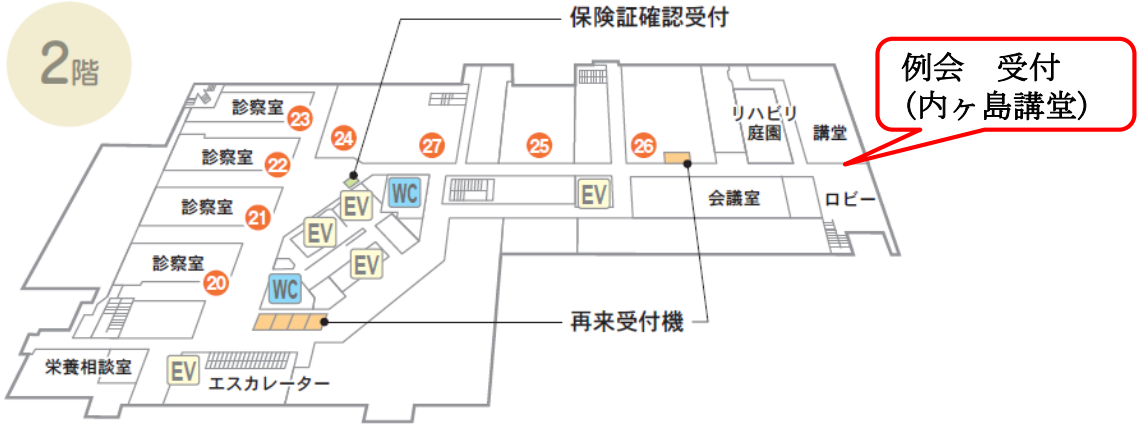 2階
保険証確認受付
例会　受付
(内ヶ島講堂)
診察室
23
24
27
25
26
リハビリ
庭園
講堂
診察室
22
EV
WC
EV
会議室
ロビー
診察室
21
EV
EV
診察室
20
WC
再来受付機
栄養相談室
EV
エスカレーター